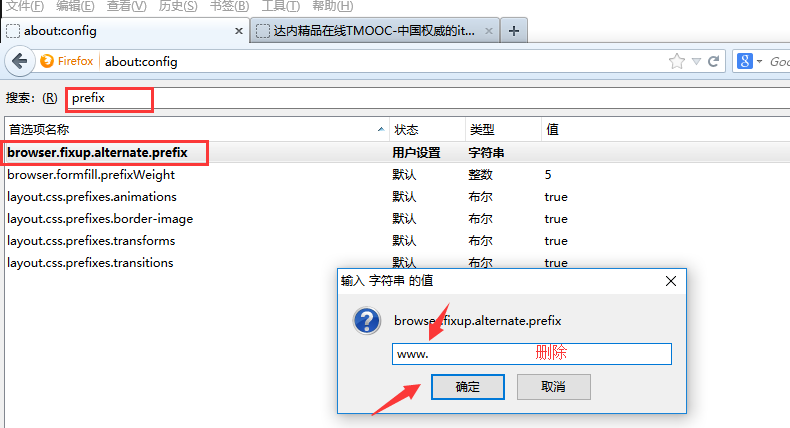 文件(F) 编辑(E) 查看(V) 历史(S) 书签(B) 工具(T) 帮助(H)
about:config × 达内精品在线TMOOC-中国权威的it... × +
Firefox about:config 8 Goo
搜索：(R) prefix
首选项名称 状态 类型 值
browser.fixup.alternate.prefix 用户设置 字符串
browser.formfill.prefixWeight 默认 整数 5
layout.css.prefixes.animations 默认 布尔 true
layout.css.prefixes.border-image 默认 布尔 true
layout.css.prefixes.transforms 默认 布尔 true
layout.css.prefixes.transitions 默认 布尔 true
输入 字符串 的值
browser.fixup.alternate.prefix
www. 删除
确定 取消